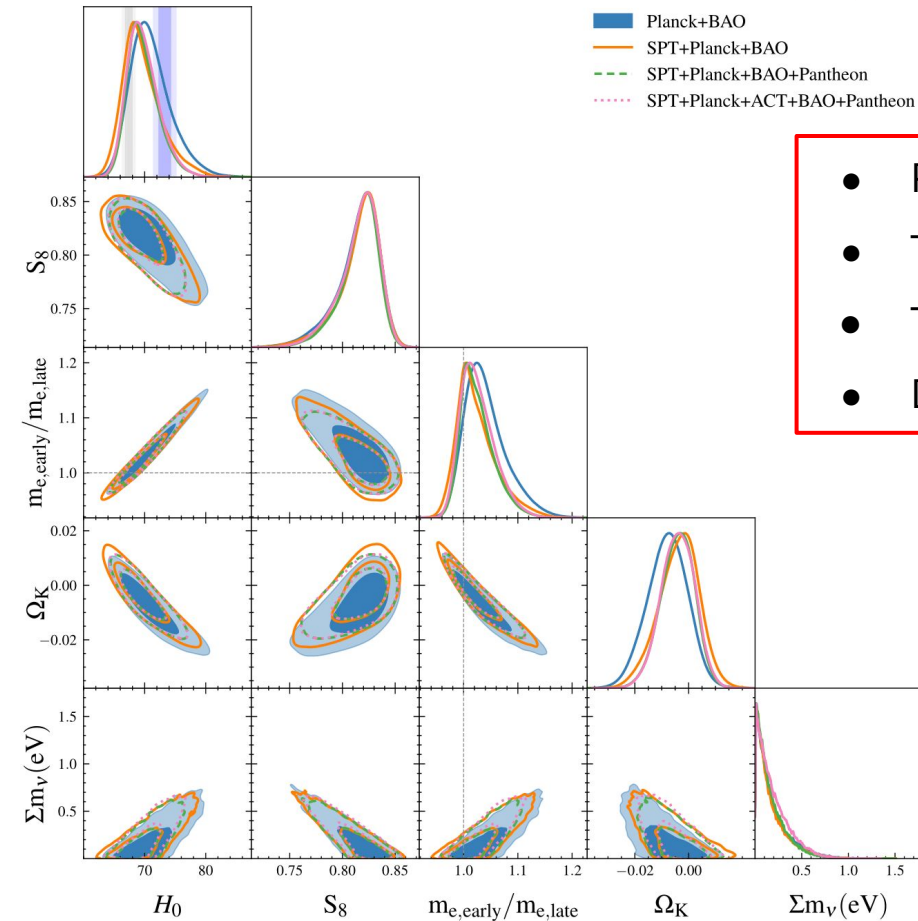 Planck+BAO
SPT+Planck+BAO
SPT+Planck+BAO+Pantheon
SPT+Planck+ACT+BAO+Pantheon
S8
0.85
0.80
0.75
me,early/me,late
1.2
1.1
1.0
ΩK
0.02
0.00
−0.02
Σmν(eV)
1.5
1.0
0.5
70 80
0.75 0.80 0.85
1.0 1.1 1.2
−0.02 0.00
0.5 1.0 1.5
H0
S8
me,early/me,late
ΩK
Σmν(eV)